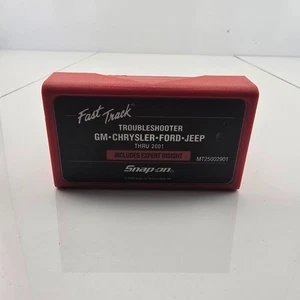 Fast Track
TROUBLESHOOTER
GM•CHRYSLER•FORD•JEEP
THRU 2001
INCLUDES EXPERT INSIGHT
Snap-on
MT25002901